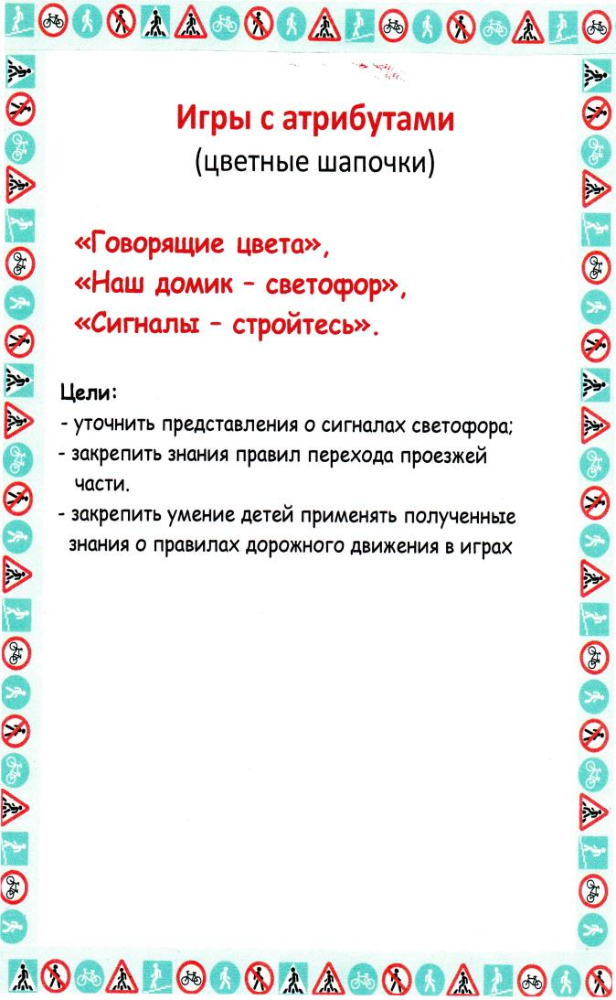 Игры с атрибутами
(цветные шапочки)
«Говорящие цвета»,
«Наш домик – светофор»,
«Сигналы – стройтесь».
Цели:
- уточнить представления о сигналах светофора;
- закрепить знания правил перехода проезжей
части.
- закрепить умение детей применять полученные
знания о правилах дорожного движения в играх